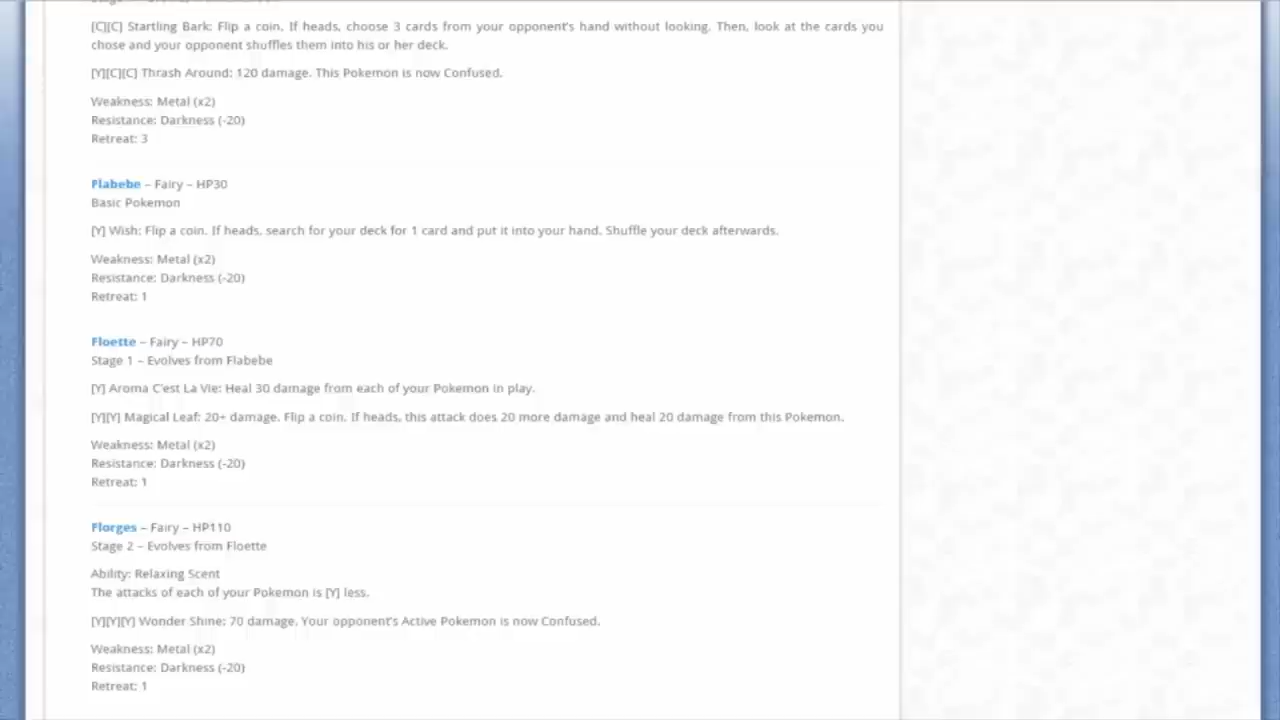 [C][C] Startling Bark: Flip a coin. If heads, choose 3 cards from your opponent's hand without looking. Then, look at the cards you
chose and your opponent shuffles them into his or her deck.
[Y][C][C] Thrash Around: 120 damage. This Pokemon is now Confused.
Weakness: Metal (x2)
Resistance: Darkness (-20)
Retreat: 3
Flabebe – Fairy – HP30
Basic Pokemon
[Y] Wish: Flip a coin. If heads, search for your deck for 1 card and put it into your hand. Shuffle your deck afterwards.
Weakness: Metal (x2)
Resistance: Darkness (-20)
Retreat: 1
Floette – Fairy – HP70
Stage 1 – Evolves from Flabebe
[Y] Aroma C'est La Vie: Heal 30 damage from each of your Pokemon in play.
[Y][Y] Magical Leaf: 20+ damage. Flip a coin. If heads, this attack does 20 more damage and heal 20 damage from this Pokemon.
Weakness: Metal (x2)
Resistance: Darkness (-20)
Retreat: 1
Florges – Fairy – HP110
Stage 2 – Evolves from Floette
Ability: Relaxing Scent
The attacks of each of your Pokemon is [Y] less.
[Y][Y][Y] Wonder Shine: 70 damage. Your opponent's Active Pokemon is now Confused.
Weakness: Metal (x2)
Resistance: Darkness (-20)
Retreat: 1